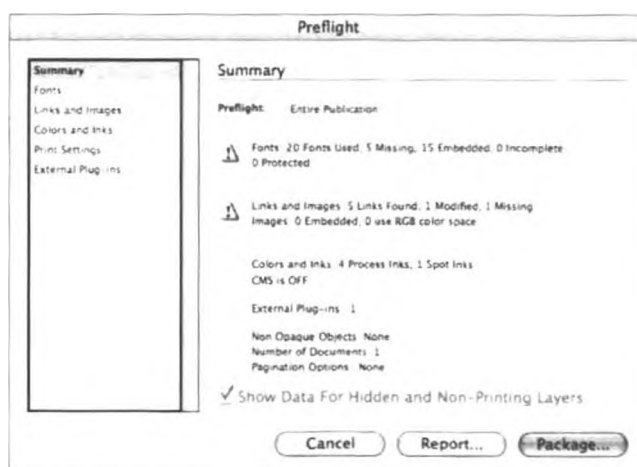 Preflight
Summary
Fonts
Links and Images
Colors and Inks
Print Settings
External Plug-ins
Summary
Preflight: Entire Publication
Fonts: 20 Fonts Used, 5 Missing, 15 Embedded, 0 Incomplete
0 Protected
Links and Images: 5 Links Found, 1 Modified, 1 Missing
Images: 0 Embedded, 0 use RGB color space
Colors and Inks: 4 Process Inks, 1 Spot Inks
CMS is OFF
External Plug-ins: 1
Non Opaque Objects: None
Number of Documents: 1
Pagination Options: None
Show Data For Hidden and Non-Printing Layers
Cancel
Report...
Package...